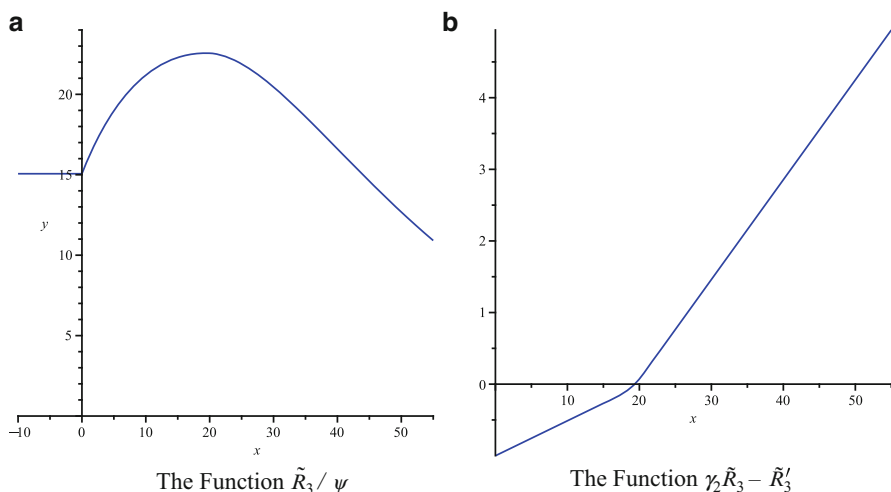 a
20
15
y
10
5
−10 0 10 20 30 40 50
x
The Function R̃₃ / ψ
b
4
3
2
1
0
10 20 30 40 50
x
The Function γ₂R̃₃ – R̃₃′